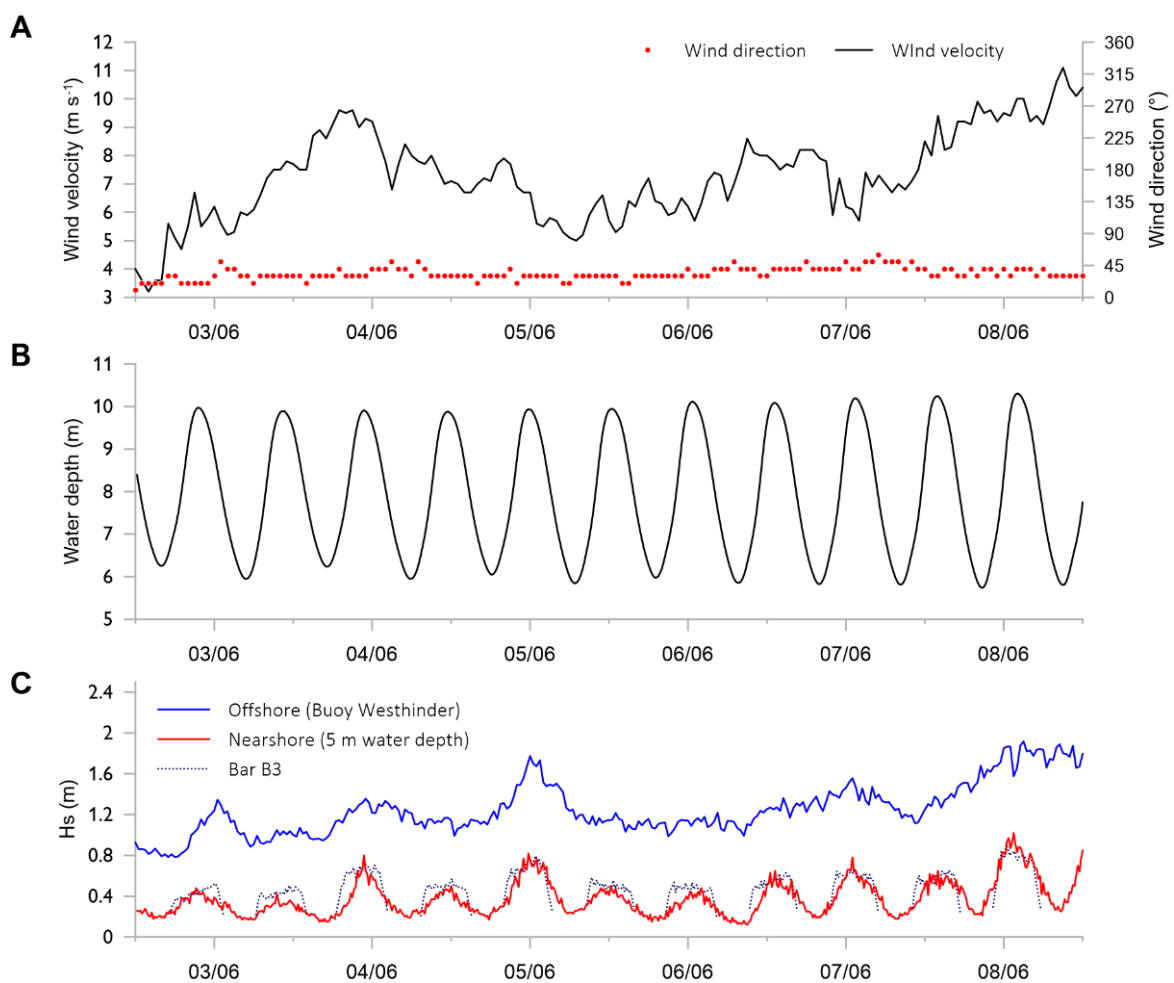 A
Wind direction
WInd velocity
Wind velocity (m s⁻¹)
12
11
10
9
8
7
6
5
4
3
360
315
270
225
180
135
90
45
0
Wind direction (°)
03/06 04/06 05/06 06/06 07/06 08/06
B
Water depth (m)
11
10
9
8
7
6
5
03/06 04/06 05/06 06/06 07/06 08/06
C
Hs (m)
2.4
2
1.6
1.2
0.8
0.4
0
Offshore (Buoy Westhinder)
Nearshore (5 m water depth)
Bar B3
03/06 04/06 05/06 06/06 07/06 08/06